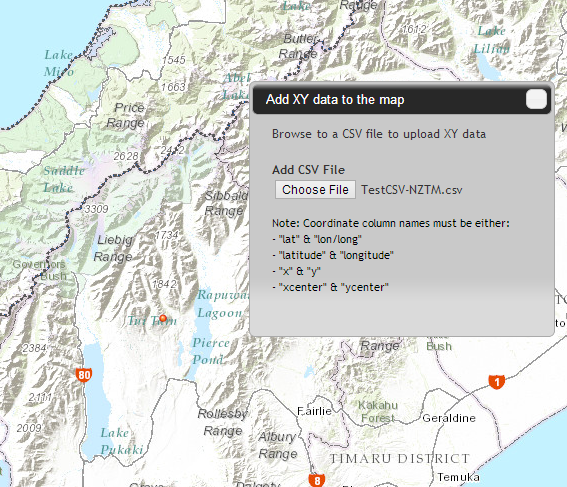 Range
Lake
Butler
Range
Lilian
Lake
Miro
1545
1663
Abel
Lake
Price
Range
2628
2412
Saddle
Lake
3309
Sibbald
Range
Liebig
Range
1734
Governors
Bush
1842
Rapuwai
Lagoon
Tui Tarn
Pierce
Pond
2384
80
2111
2009
Lake
Pukaki
Rollesby
Range
Albury
Range
Fairlie
Range
Bush
Kakahu
Forest
1
Geraldine
TIMARU DISTRICT
8
Temuka
Add XY data to the map
Browse to a CSV file to upload XY data
Add CSV File
Choose File TestCSV-NZTM.csv
Note: Coordinate column names must be either:
- "lat" & "lon/long"
- "latitude" & "longitude"
- "x" & "y"
- "xcenter" & "ycenter"